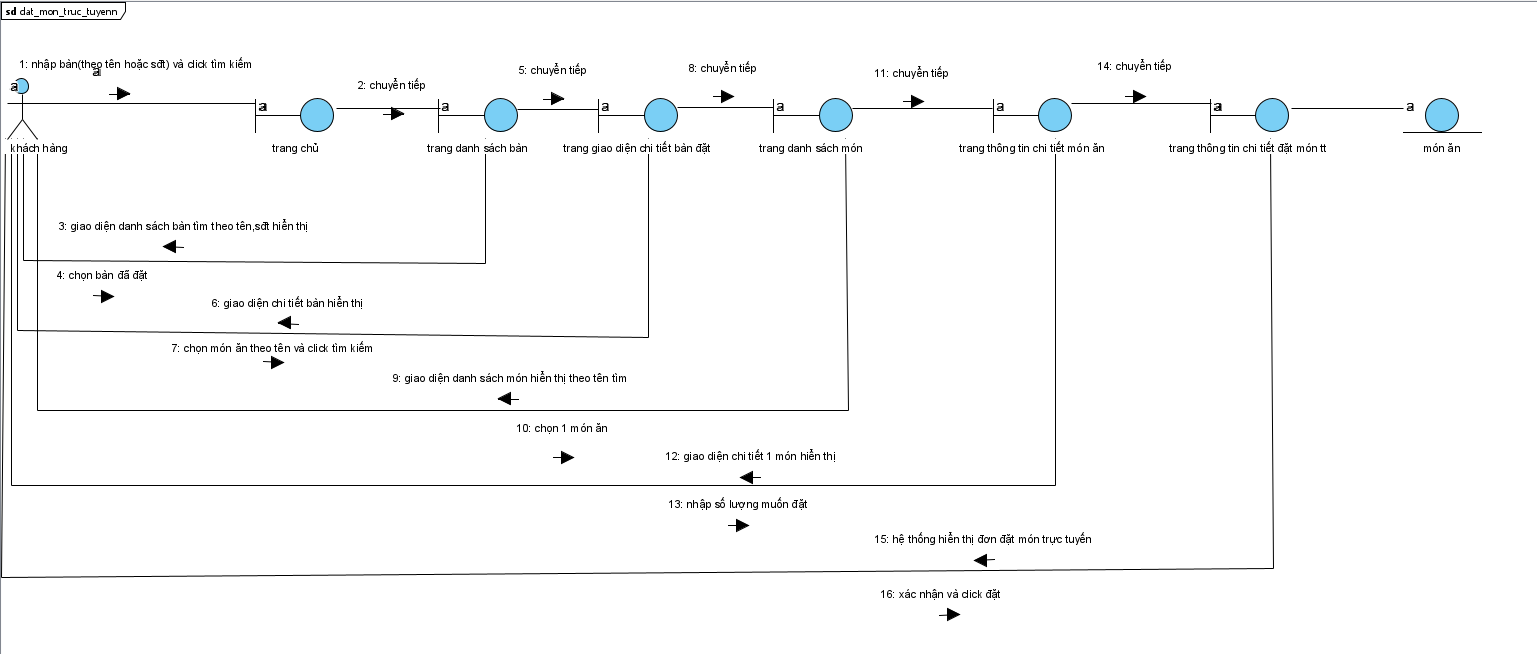 sd dat_mon_truc_tuyenn
1: nhập bàn(theo tên hoặc sđt) và click tìm kiếm
2: chuyển tiếp
5: chuyển tiếp
8: chuyển tiếp
11: chuyển tiếp
14: chuyển tiếp
a
a
a
a
a
a
a
a
a
khách hàng
trang chủ
trang danh sách bàn
trang giao diện chi tiết bàn đặt
trang danh sách món
trang thông tin chi tiết món ăn
trang thông tin chi tiết đặt món tt
món ăn
3: giao diện danh sách bàn tìm theo tên,sđt hiển thị
4: chọn bàn đã đặt
6: giao diện chi tiết bàn hiển thị
7: chọn món ăn theo tên và click tìm kiếm
9: giao diện danh sách món hiển thị theo tên tìm
10: chọn 1 món ăn
12: giao diện chi tiết 1 món hiển thị
13: nhập số lượng muốn đặt
15: hệ thống hiển thị đơn đặt món trực tuyến
16: xác nhận và click đặt